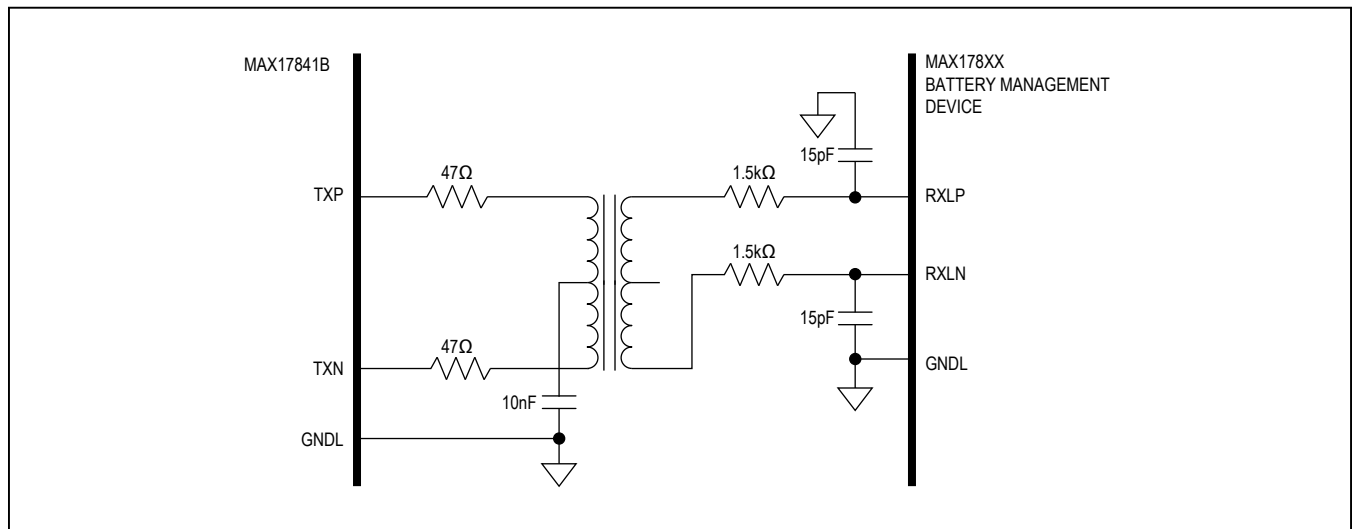 MAX17841B
MAX178XX
BATTERY MANAGEMENT
DEVICE
15pF
47Ω
1.5kΩ
TXP
RXLP
1.5kΩ
RXLN
15pF
47Ω
TXN
GNDL
10nF
GNDL